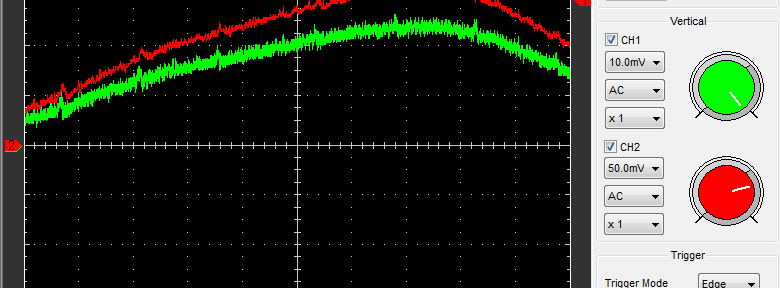 Vertical
CH1
10.0mV
AC
x 1
CH2
50.0mV
AC
x 1
Trigger
Trigger Mode
Edge